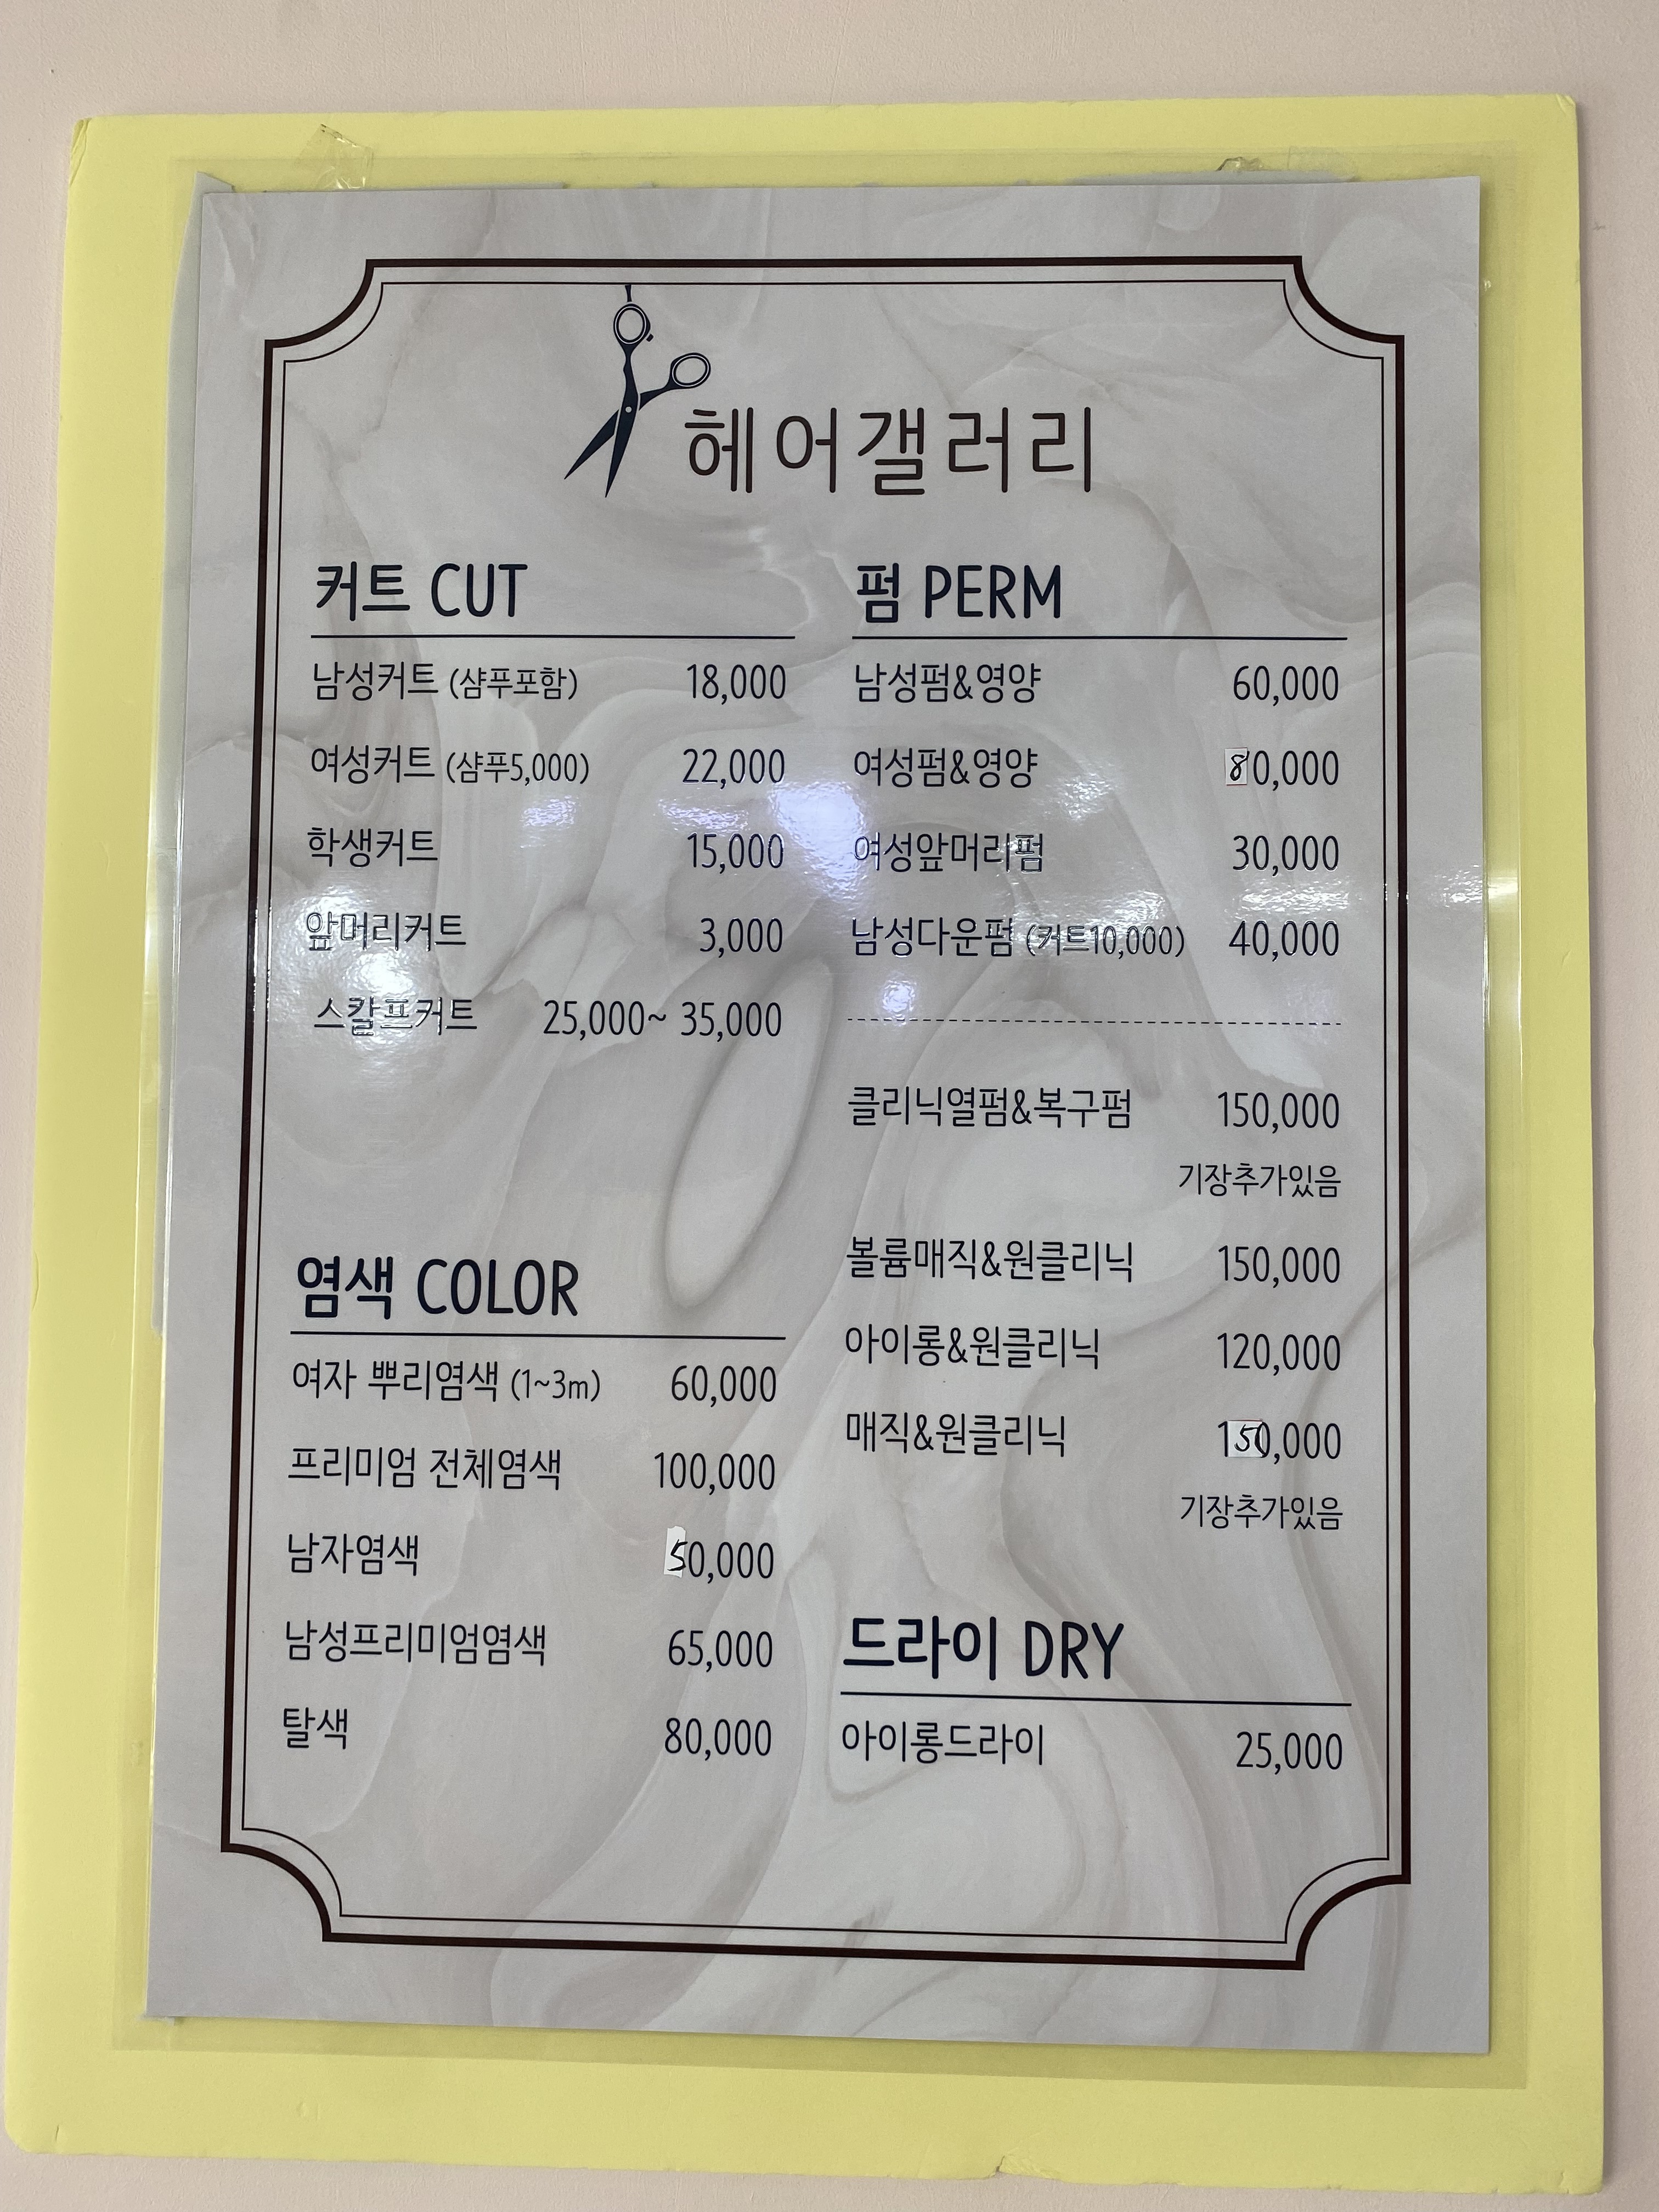 헤어갤러리
커트 CUT
남성커트 (샴푸포함) 18,000
여성커트 (샴푸5,000) 22,000
학생커트 15,000
앞머리커트 3,000
스칼프커트 25,000~ 35,000
염색 COLOR
여자 뿌리염색 (1~3m) 60,000
프리미엄 전체염색 100,000
남자염색 50,000
남성프리미엄염색 65,000
탈색 80,000
펌 PERM
남성펌&영양 60,000
여성펌&영양 80,000
여성앞머리펌 30,000
남성다운펌 (커트10,000) 40,000
클리닉열펌&복구펌 150,000
기장추가있음
볼륨매직&원클리닉 150,000
아이롱&원클리닉 120,000
매직&원클리닉 150,000
기장추가있음
드라이 DRY
아이롱드라이 25,000